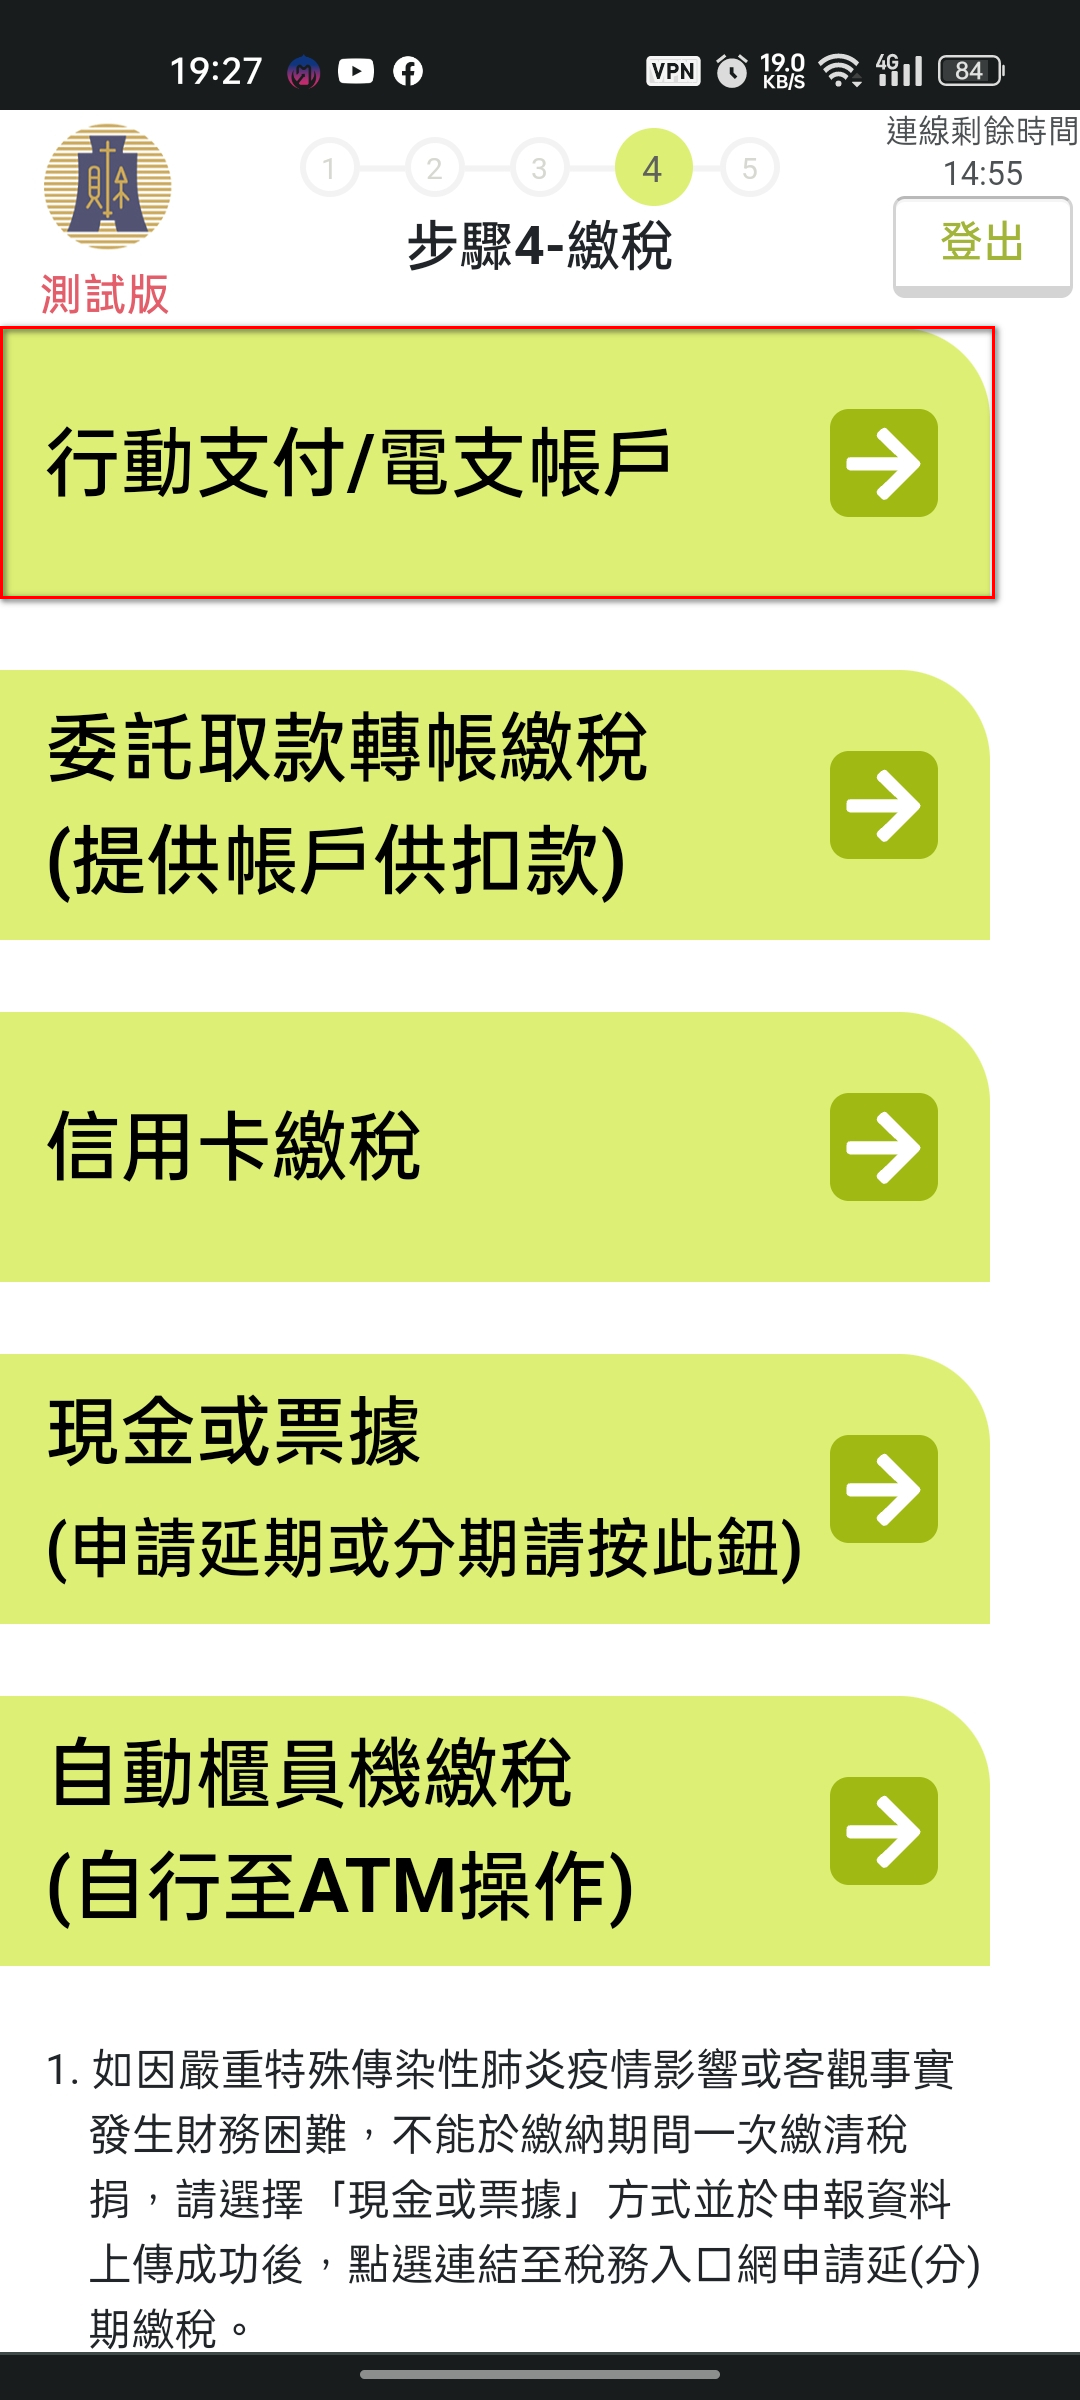 19:27
VPN
19.0
KB/S
4G
84
連線剩餘時間
14:55
登出
1
2
3
4
5
步驟4-繳稅
測試版
行動支付/電支帳戶
委託取款轉帳繳稅
(提供帳戶供扣款)
信用卡繳稅
現金或票據
(申請延期或分期請按此鈕)
自動櫃員機繳稅
(自行至ATM操作)
1. 如因嚴重特殊傳染性肺炎疫情影響或客觀事實
發生財務困難，不能於繳納期間一次繳清稅
捐，請選擇「現金或票據」方式並於申報資料
上傳成功後，點選連結至稅務入口網申請延(分)
期繳稅。